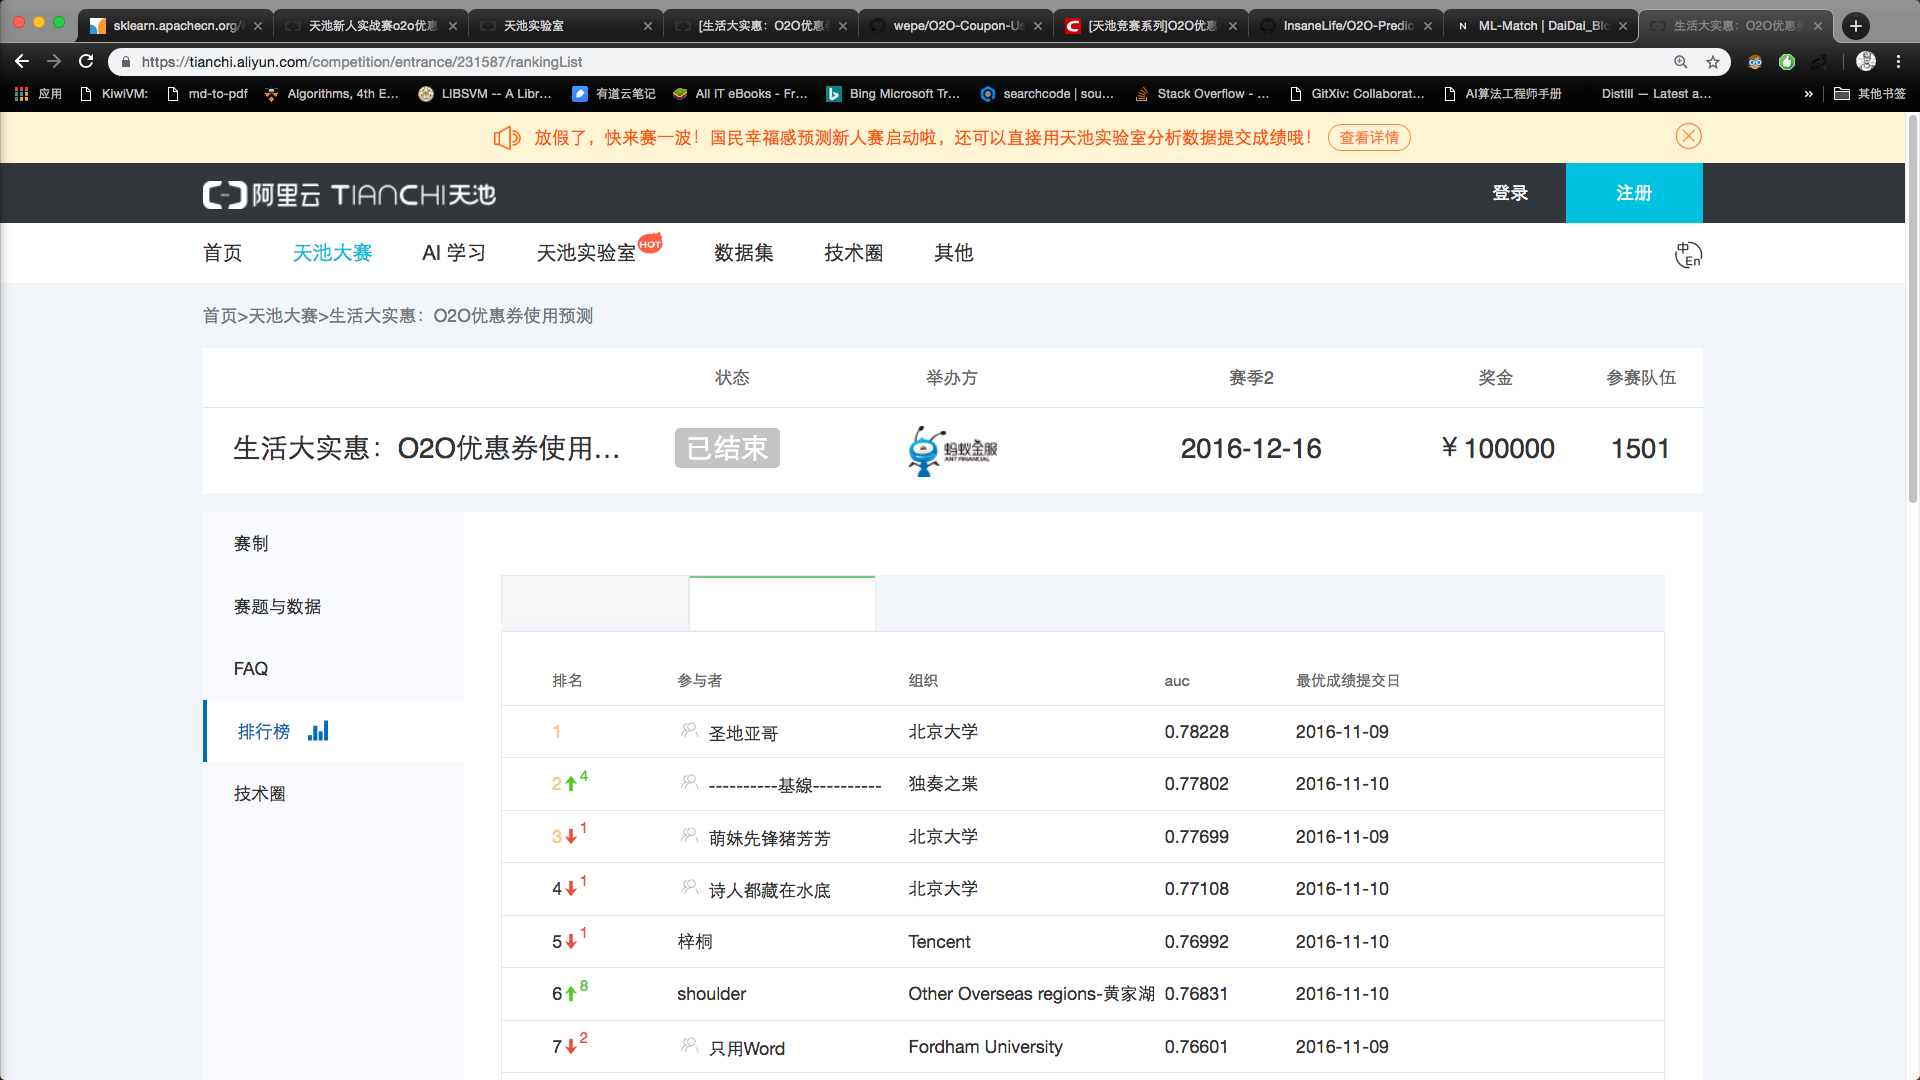 sklearn.apachecn.org/
天池新人实战赛o2o优惠
天池实验室
[生活大实惠：O2O优惠
wepe/O2O-Coupon-Us
[天池竞赛系列]O2O优惠
InsaneLife/O2O-Predic
ML-Match | DaiDai_Blo
生活大实惠：O2O优惠券
https://tianchi.aliyun.com/competition/entrance/231587/rankingList
应用
KiwiVM:
md-to-pdf
Algorithms, 4th E...
LIBSVM -- A Libr...
有道云笔记
All IT eBooks - Fr...
Bing Microsoft Tr...
searchcode | sou...
Stack Overflow - ...
GitXiv: Collaborat...
AI算法工程师手册
Distill — Latest a...
»
其他书签
放假了，快来赛一波！国民幸福感预测新人赛启动啦，还可以直接用天池实验室分析数据提交成绩哦！ 查看详情
阿里云 TIANCHI天池
登录
注册
首页
天池大赛
AI 学习
天池实验室 HOT
数据集
技术圈
其他
中 En
首页>天池大赛>生活大实惠：O2O优惠券使用预测
状态 举办方 赛季2 奖金 参赛队伍
生活大实惠：O2O优惠券使用... 已结束 蚂蚁金服 ANT FINANCIAL 2016-12-16 ￥100000 1501
赛制
赛题与数据
FAQ
排行榜
技术圈
排名 参与者 组织 auc 最优成绩提交日
1 圣地亚哥 北京大学 0.78228 2016-11-09
2 4 ----------基線---------- 独奏之枼 0.77802 2016-11-10
3 1 萌妹先锋猪芳芳 北京大学 0.77699 2016-11-09
4 1 诗人都藏在水底 北京大学 0.77108 2016-11-10
5 1 梓桐 Tencent 0.76992 2016-11-10
6 8 shoulder Other Overseas regions-黄家湖 0.76831 2016-11-10
7 2 只用Word Fordham University 0.76601 2016-11-09